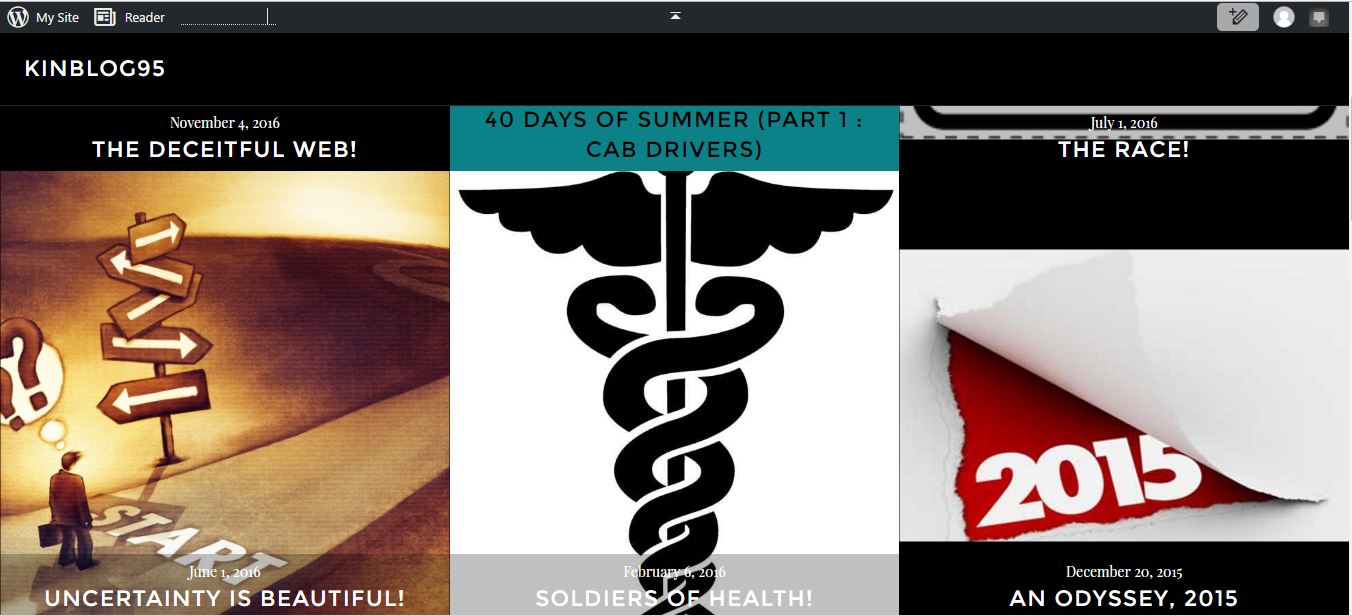 My Site Reader
KINBLOG95
November 4, 2016
THE DECEITFUL WEB!
40 DAYS OF SUMMER (PART 1 :
CAB DRIVERS)
July 1, 2016
THE RACE!
?
START
June 1, 2016
UNCERTAINTY IS BEAUTIFUL!
February 6, 2016
SOLDIERS OF HEALTH!
2015
December 20, 2015
AN ODYSSEY, 2015